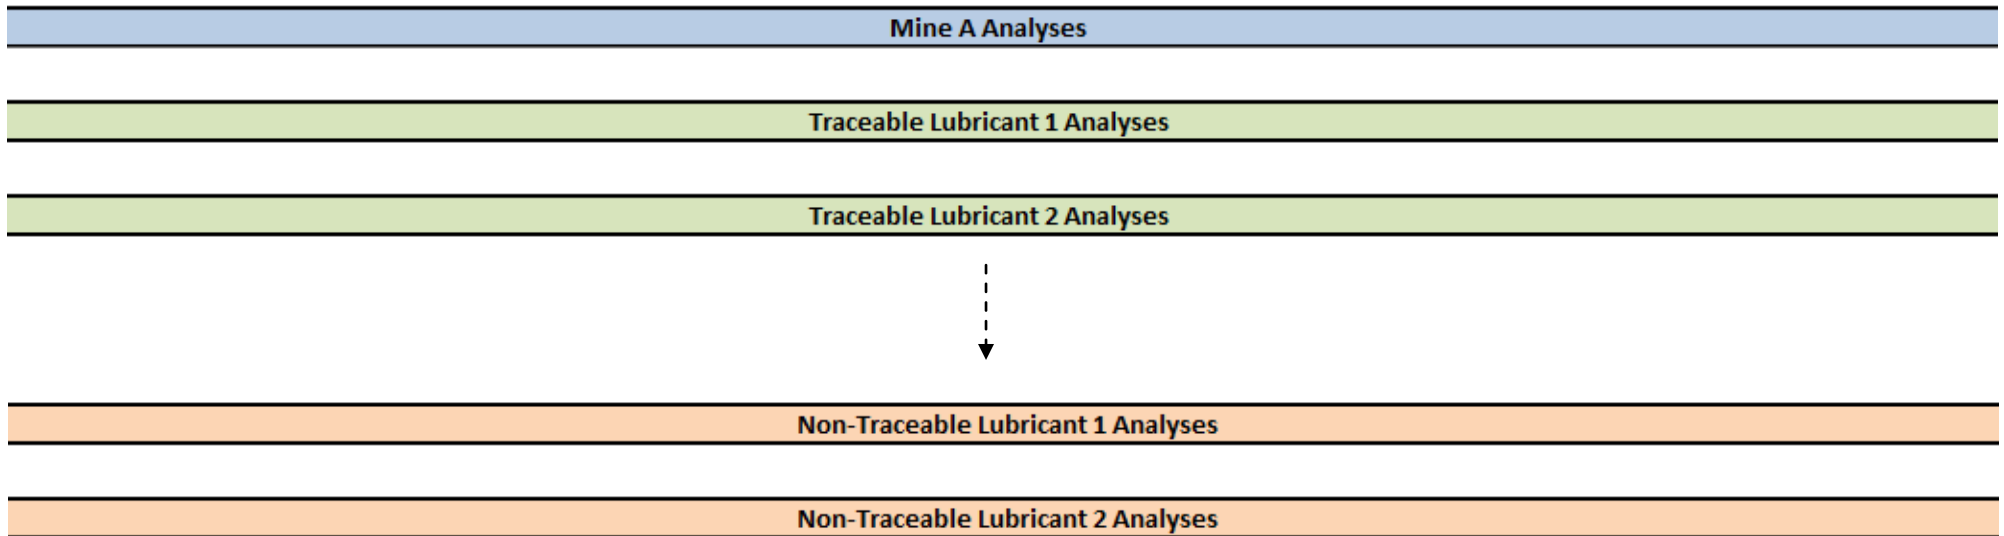 Mine A Analyses
Traceable Lubricant 1 Analyses
Traceable Lubricant 2 Analyses
Non-Traceable Lubricant 1 Analyses
Non-Traceable Lubricant 2 Analyses